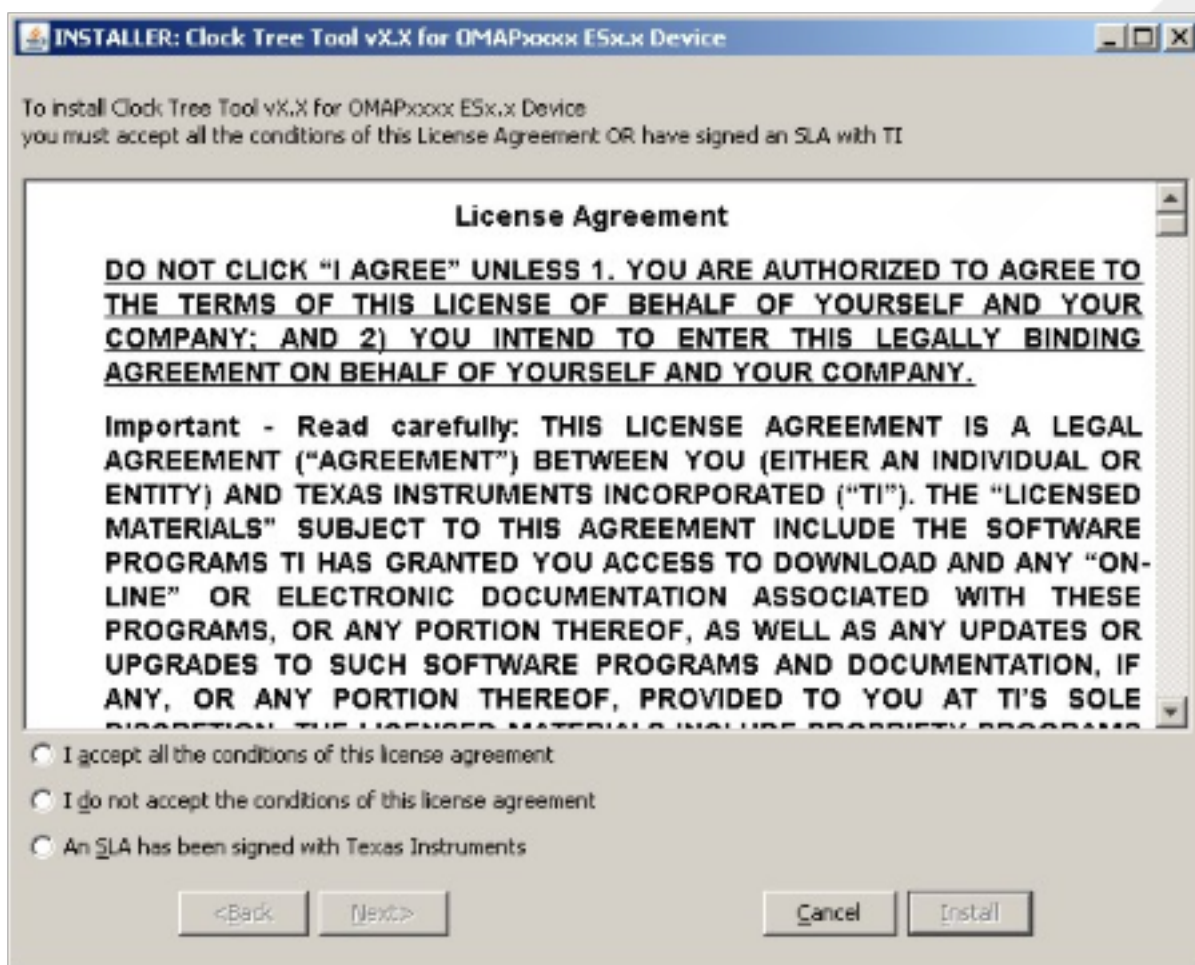 INSTALLER: Clock Tree Tool vX.X for OMAPxxxx ESx.x Device
To install Clock Tree Tool vX.X for OMAPxxxx ESx.x Device
you must accept all the conditions of this License Agreement OR have signed an SLA with TI
License Agreement
DO NOT CLICK “I AGREE” UNLESS 1. YOU ARE AUTHORIZED TO AGREE TO
THE TERMS OF THIS LICENSE OF BEHALF OF YOURSELF AND YOUR
COMPANY; AND 2) YOU INTEND TO ENTER THIS LEGALLY BINDING
AGREEMENT ON BEHALF OF YOURSELF AND YOUR COMPANY.
Important - Read carefully: THIS LICENSE AGREEMENT IS A LEGAL
AGREEMENT (“AGREEMENT”) BETWEEN YOU (EITHER AN INDIVIDUAL OR
ENTITY) AND TEXAS INSTRUMENTS INCORPORATED (“TI”). THE “LICENSED
MATERIALS” SUBJECT TO THIS AGREEMENT INCLUDE THE SOFTWARE
PROGRAMS TI HAS GRANTED YOU ACCESS TO DOWNLOAD AND ANY “ON-
LINE” OR ELECTRONIC DOCUMENTATION ASSOCIATED WITH THESE
PROGRAMS, OR ANY PORTION THEREOF, AS WELL AS ANY UPDATES OR
UPGRADES TO SUCH SOFTWARE PROGRAMS AND DOCUMENTATION, IF
ANY, OR ANY PORTION THEREOF, PROVIDED TO YOU AT TI'S SOLE
DISCRETION. THE LICENSED MATERIALS INCLUDE PROPRIETY PROGRAMS
I accept all the conditions of this license agreement
I do not accept the conditions of this license agreement
An SLA has been signed with Texas Instruments
<Back
Next>
Cancel
Install